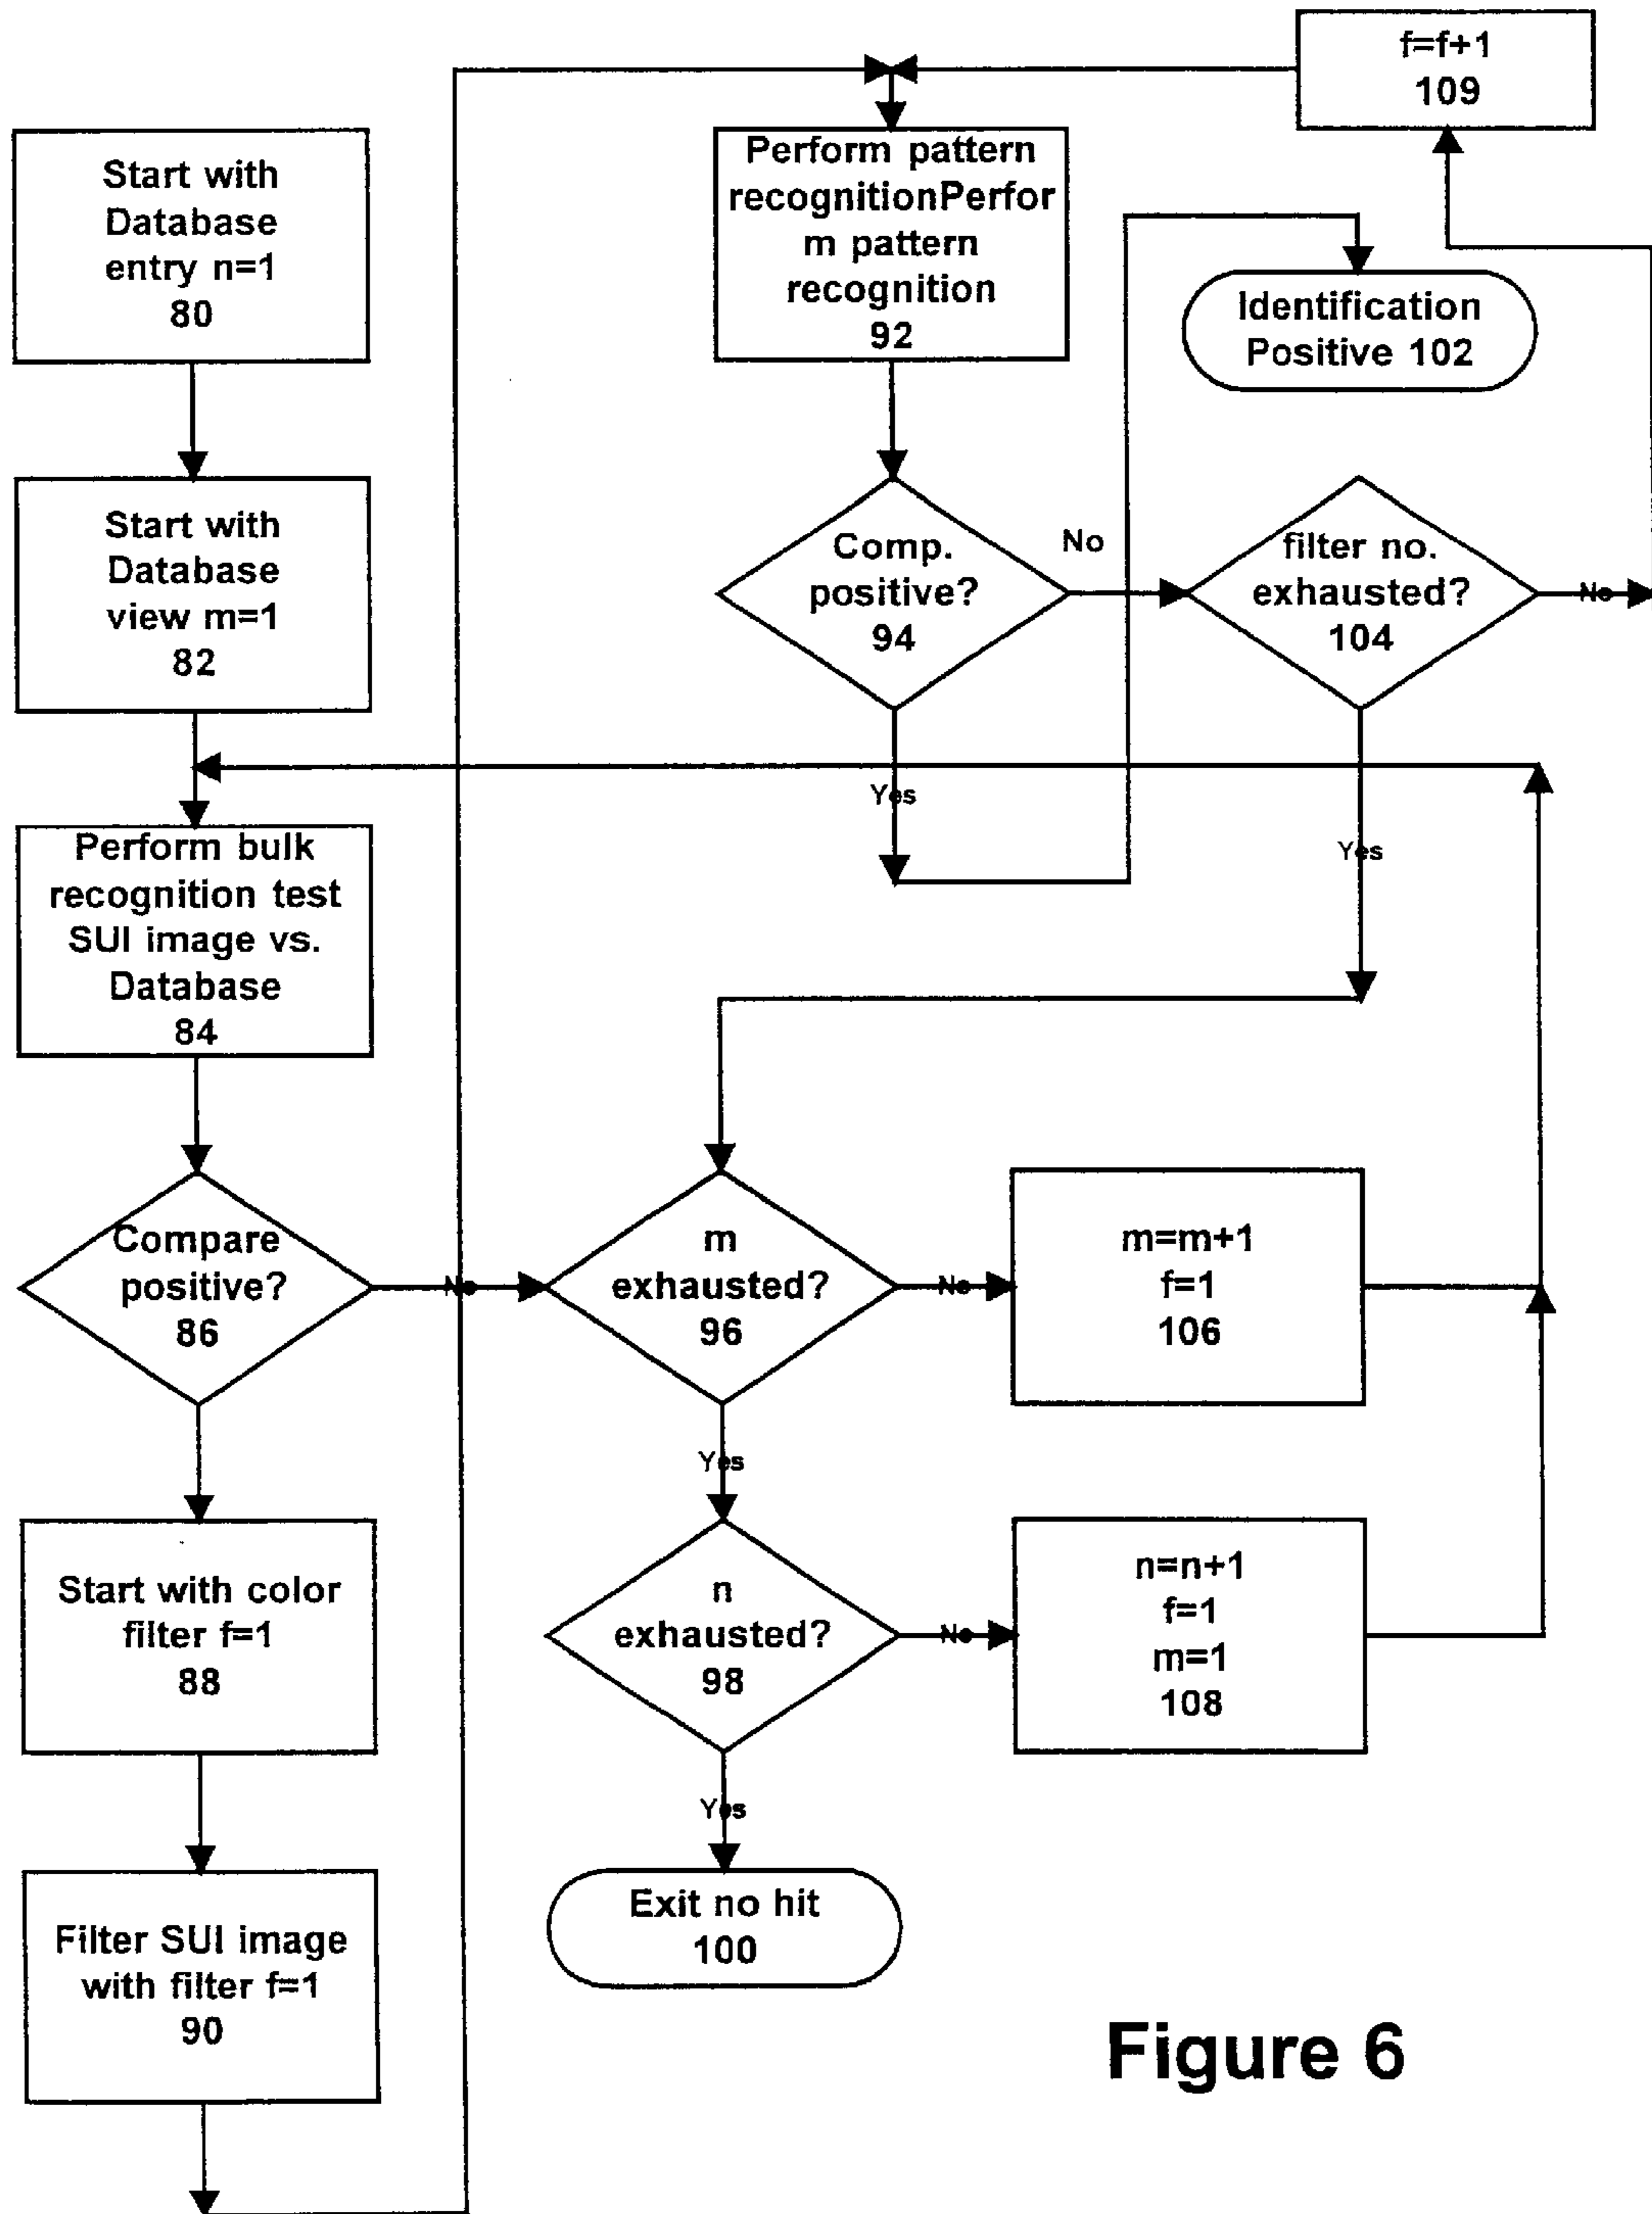 Start with
Database
entry n=1
80
Start with
Database
view m=1
82
Perform bulk
recognition test
SUI image vs.
Database
84
Compare
positive?
86
No
Start with color
filter f=1
88
Filter SUI image
with filter f=1
90
f=f+1
109
Perform pattern
recognitionPerfor
m pattern
recognition
92
Identification
Positive 102
Comp.
positive?
94
No
Yes
filter no.
exhausted?
104
No
Yes
m
exhausted?
96
No
Yes
m=m+1
f=1
106
n
exhausted?
98
No
Yes
n=n+1
f=1
m=1
108
Exit no hit
100
Figure 6